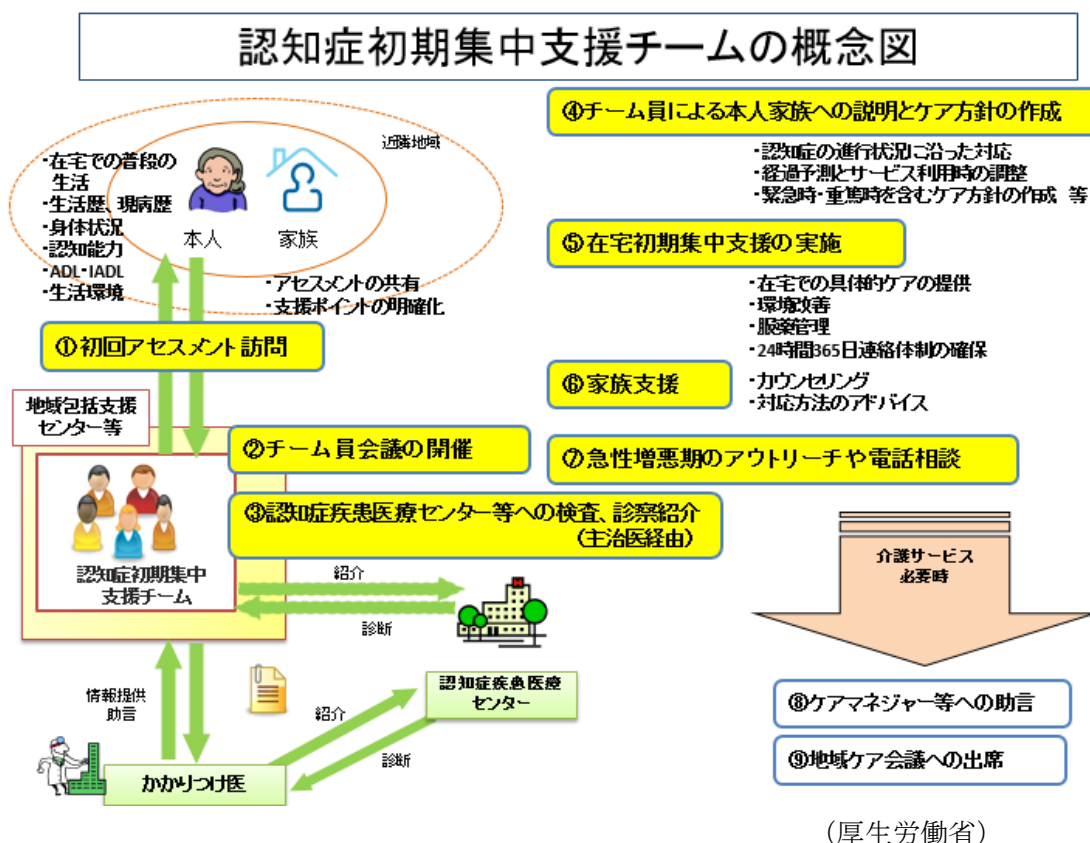 認知症初期集中支援チームの概念図
近隣地域
・在宅での普段の
生活
・生活歴、現病歴
・身体状況
・認知能力
・ADL・IADL
・生活環境
本人
家族
・アセスメントの共有
・支援ポイントの明確化
①初回アセスメント訪問
地域包括支援
センター等
②チーム員会議の開催
③認知症疾患医療センター等への検査、診察紹介
（主治医経由）
認知症初期集中
支援チーム
紹介
診断
情報提供
助言
紹介
診断
認知症疾患医療
センター
かかりつけ医
④チーム員による本人家族への説明とケア方針の作成
・認知症の進行状況に沿った対応
・経過予測とサービス利用時の調整
・緊急時・重篤時を含むケア方針の作成 等
⑤在宅初期集中支援の実施
・在宅での具体的ケアの提供
・環境改善
・服薬管理
・24時間365日連絡体制の確保
⑥家族支援
・カウンセリング
・対応方法のアドバイス
⑦急性増悪期のアウトリーチや電話相談
介護サービス
必要時
⑧ケアマネジャー等への助言
⑨地域ケア会議への出席
（厚生労働省）